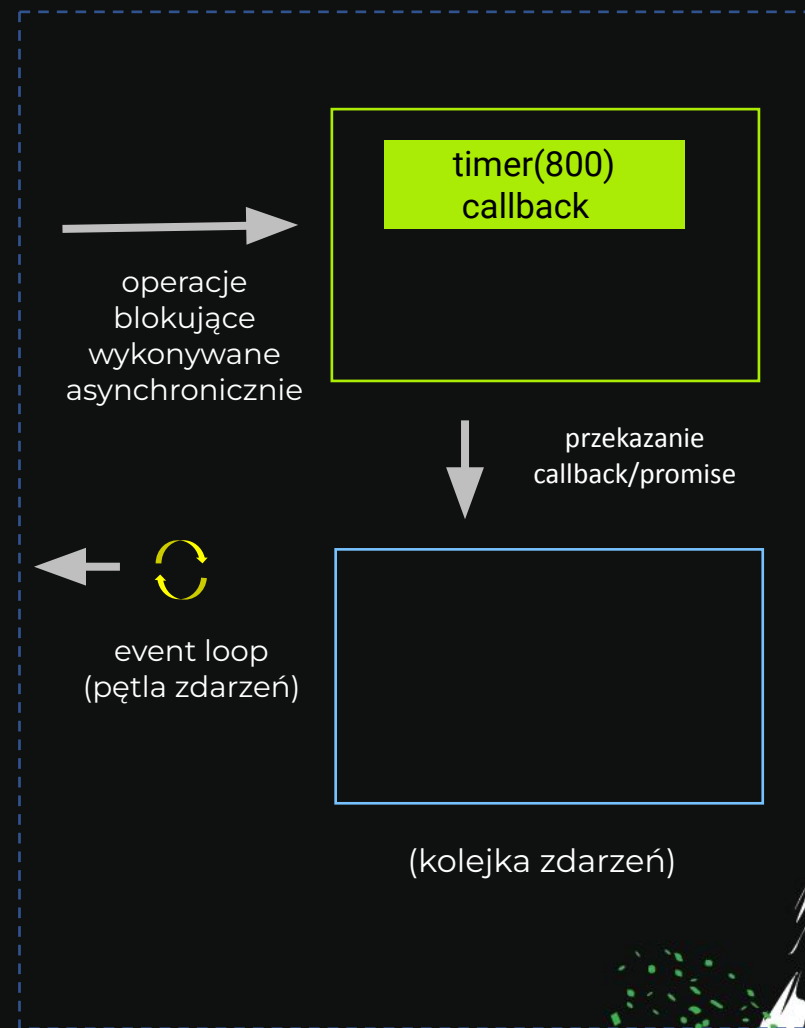 timer(800)
callback
operacje
blokujące
wykonywane
asynchronicznie
przekazanie
callback/promise
event loop
(pętla zdarzeń)
(kolejka zdarzeń)